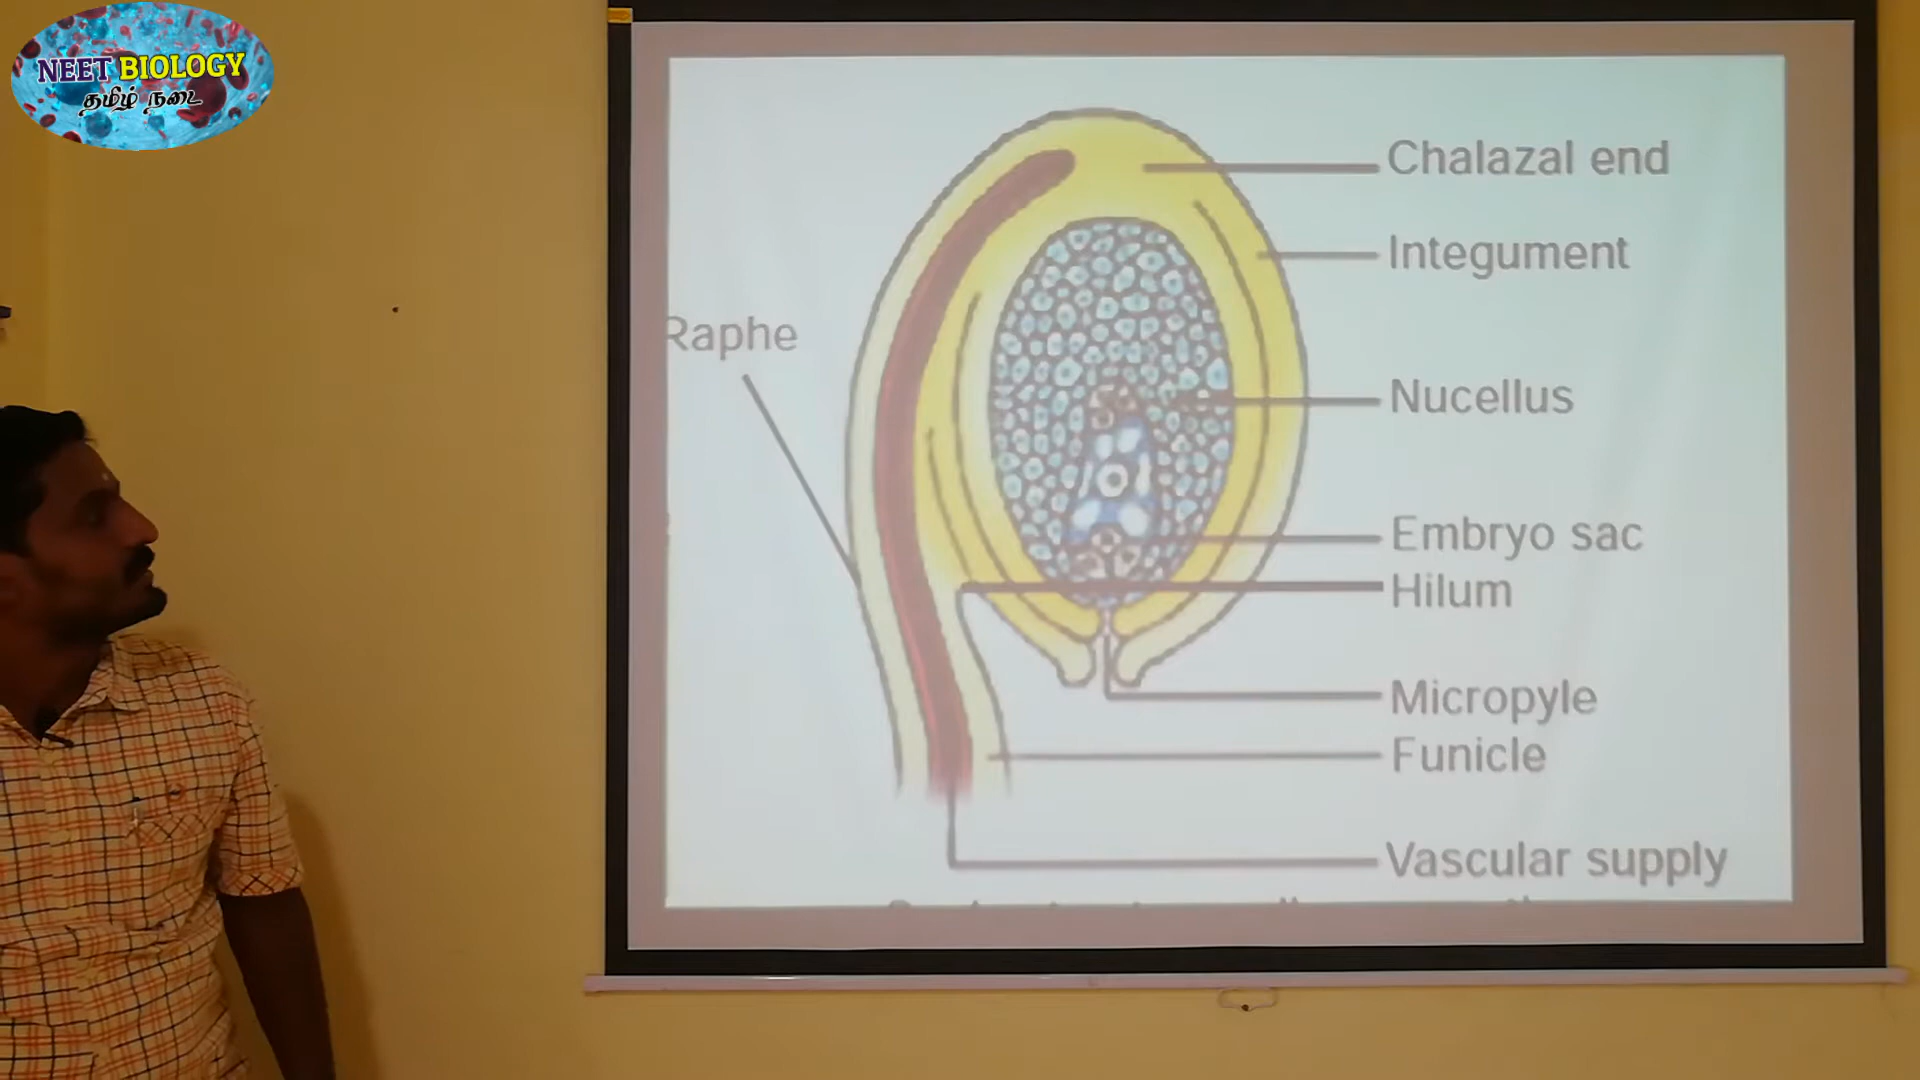 NEET BIOLOGY
தமிழ் நடை
Chalazal end
Integument
Raphe
Nucellus
Embryo sac
Hilum
Micropyle
Funicle
Vascular supply